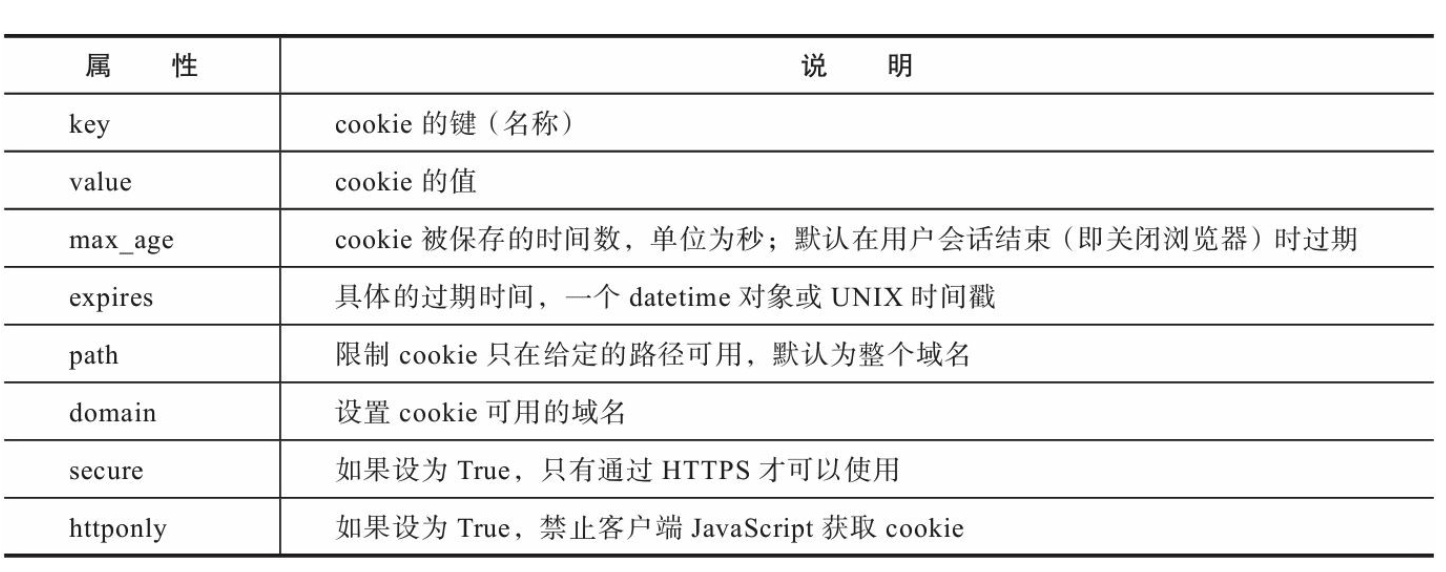 属 性 说 明
key cookie 的键（名称）
value cookie 的值
max_age cookie 被保存的时间数，单位为秒；默认在用户会话结束（即关闭浏览器）时过期
expires 具体的过期时间，一个 datetime 对象或 UNIX 时间戳
path 限制 cookie 只在给定的路径可用，默认为整个域名
domain 设置 cookie 可用的域名
secure 如果设为 True，只有通过 HTTPS 才可以使用
httponly 如果设为 True，禁止客户端 JavaScript 获取 cookie